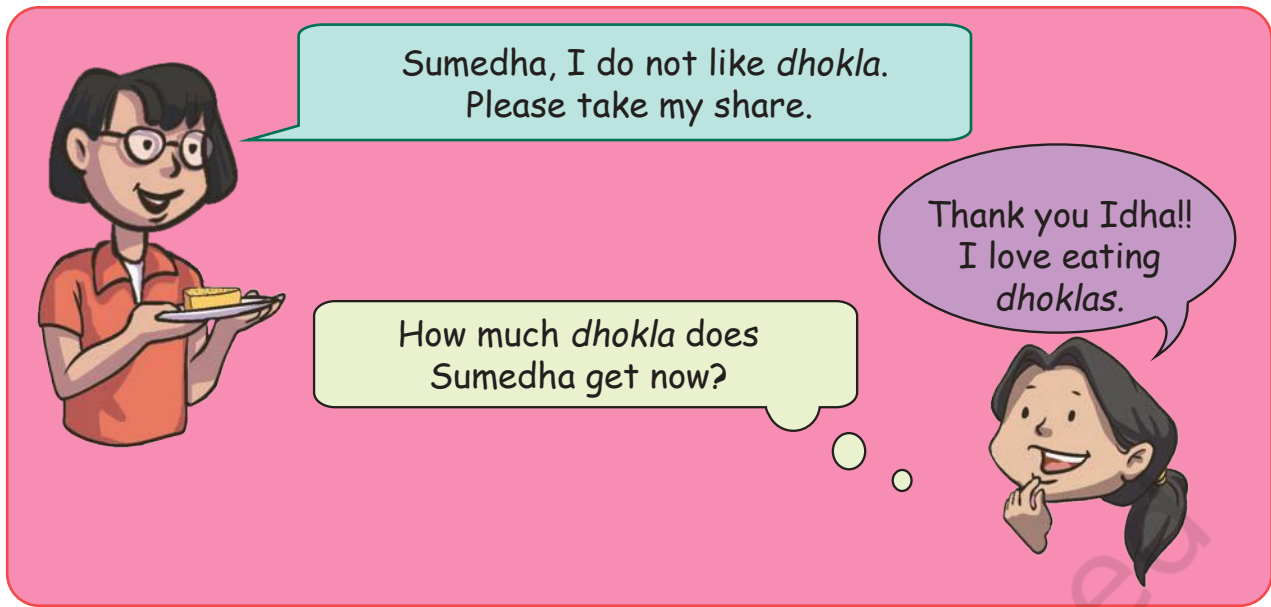 Sumedha, I do not like dhokla.
Please take my share.
Thank you Idha!!
I love eating
dhoklas.
How much dhokla does
Sumedha get now?